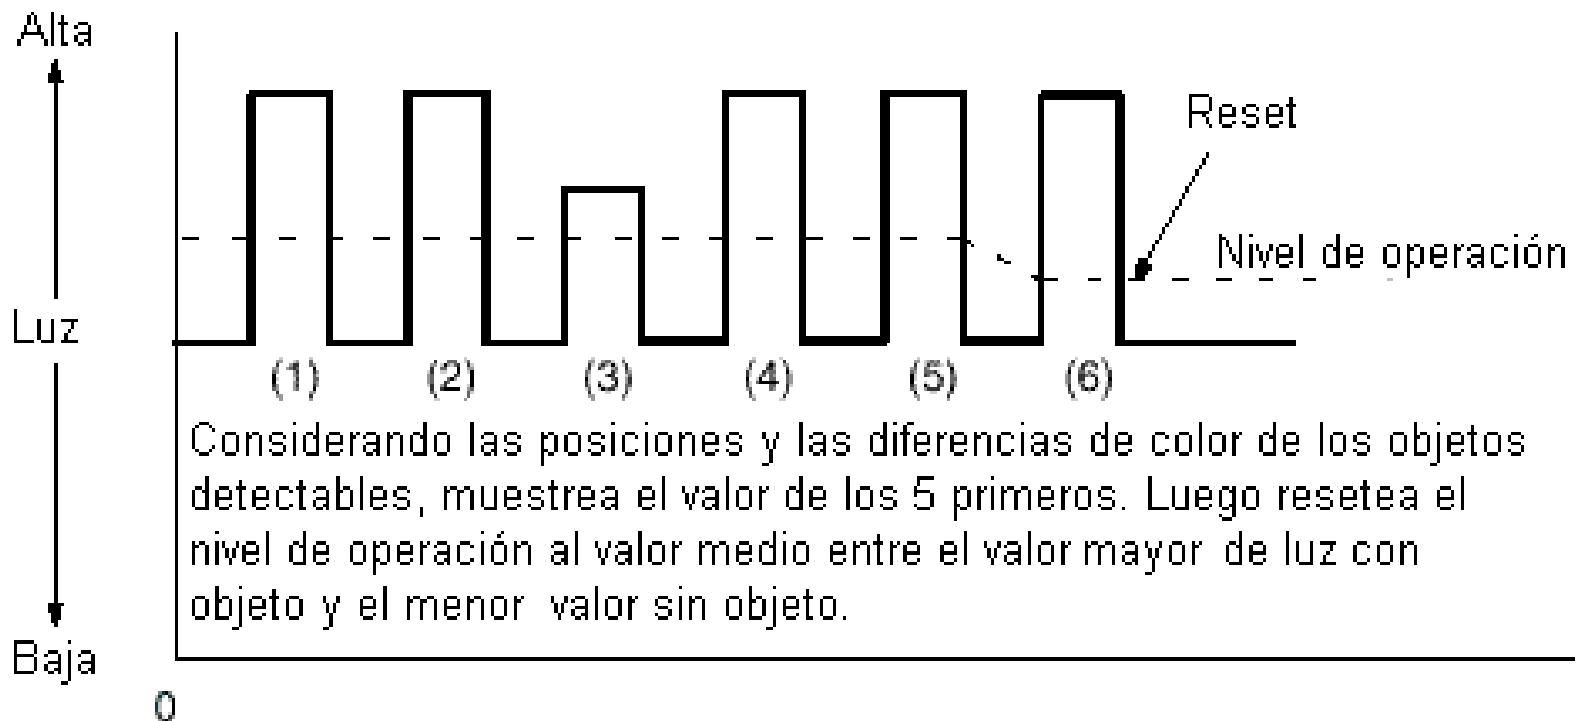 Alta
Reset
Nivel de operación
Luz
(1) (2) (3) (4) (5) (6)
Considerando las posiciones y las diferencias de color de los objetos
detectables, muestrea el valor de los 5 primeros. Luego resetea el
nivel de operación al valor medio entre el valor mayor de luz con
objeto y el menor valor sin objeto.
Baja
0